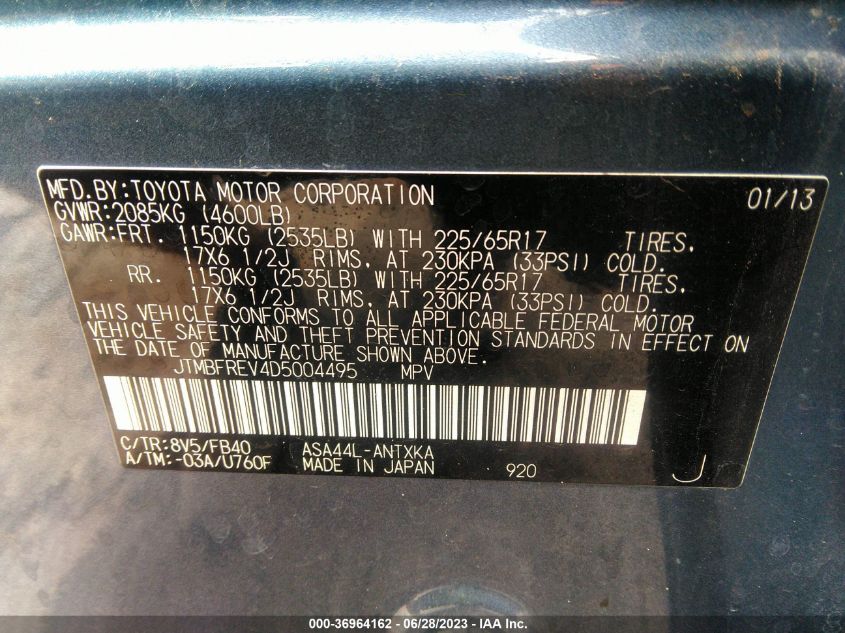 MFD.BY:TOYOTA MOTOR CORPORATION 01/13
GVWR:2085KG (4600LB)
GAWR:FRT. 1150KG (2535LB) WITH 225/65R17 TIRES,
17X6 1/2J RIMS, AT 230KPA (33PSI) COLD.
RR. 1150KG (2535LB) WITH 225/65R17 TIRES,
17X6 1/2J RIMS, AT 230KPA (33PSI) COLD.
THIS VEHICLE CONFORMS TO ALL APPLICABLE FEDERAL MOTOR
VEHICLE SAFETY AND THEFT PREVENTION STANDARDS IN EFFECT ON
THE DATE OF MANUFACTURE SHOWN ABOVE.
JTMBFREV4D5004495 MPV
C/TR:8V5/FB40 ASA44L-ANTXKA
A/TM:-03A/U760F MADE IN JAPAN 920 J
000-36964162 - 06/28/2023 - IAA Inc.